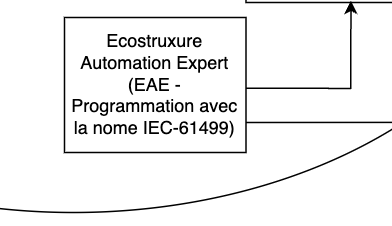 Ecostruxure
Automation Expert
(EAE -
Programmation avec
la nome IEC-61499)